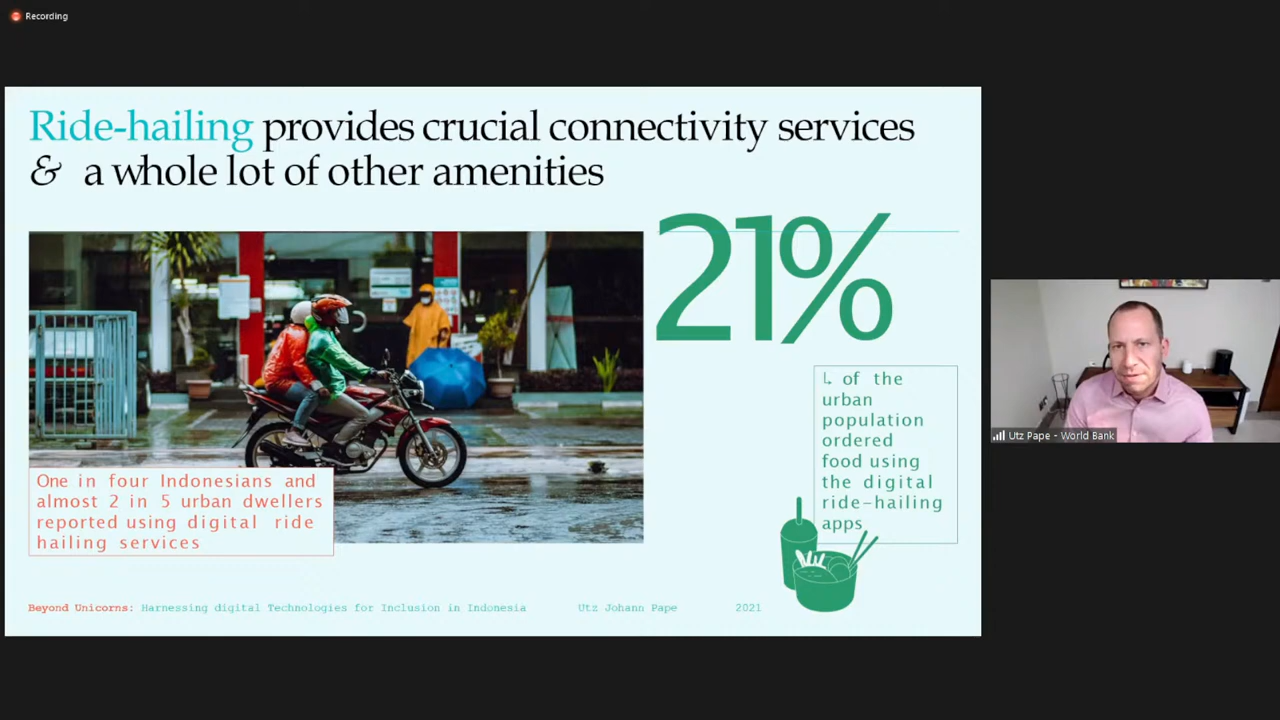 Recording
Ride-hailing provides crucial connectivity services
& a whole lot of other amenities
21%
↳ of the
urban
population
ordered
food using
the digital
ride-hailing
apps
One in four Indonesians and
almost 2 in 5 urban dwellers
reported using digital ride
hailing services
Utz Pape - World Bank
Beyond Unicorns: Harnessing digital Technologies for Inclusion in Indonesia Utz Johann Pape 2021